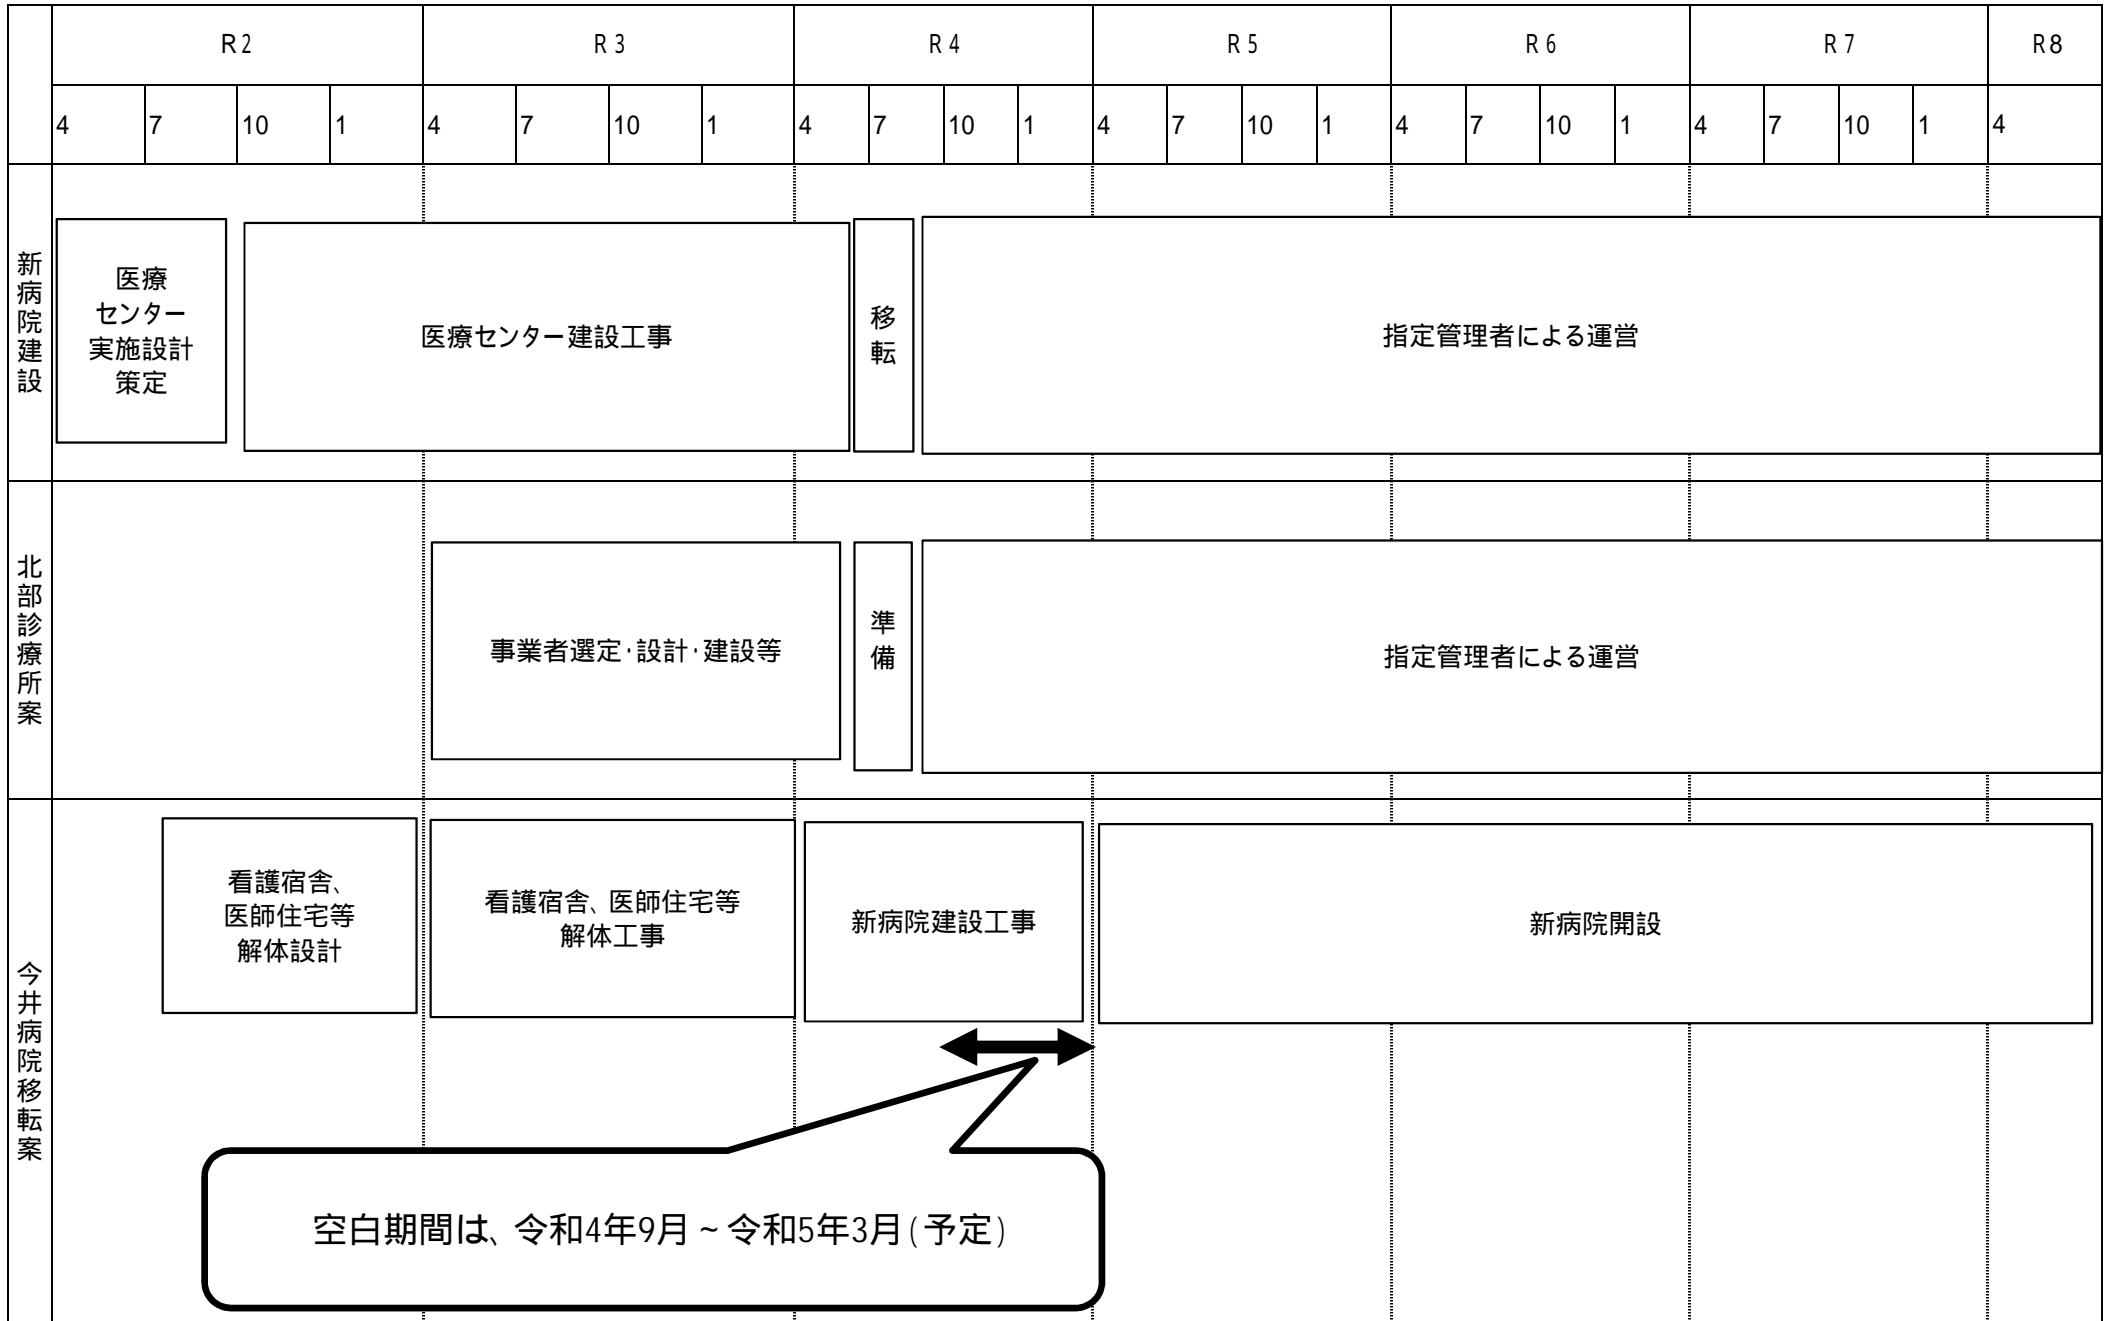 R2 R3 R4 R5 R6 R7 R8
4 7 10 1 4 7 10 1 4 7 10 1 4 7 10 1 4 7 10 1 4 7 10 1 4
新病院建設
医療
センター
実施設計
策定
医療センター建設工事
移転
指定管理者による運営
北部診療所案
事業者選定・設計・建設等
準備
指定管理者による運営
今井病院移転案
看護宿舎、
医師住宅等
解体設計
看護宿舎、医師住宅等
解体工事
新病院建設工事
新病院開設
空白期間は、令和4年9月~令和5年3月(予定)